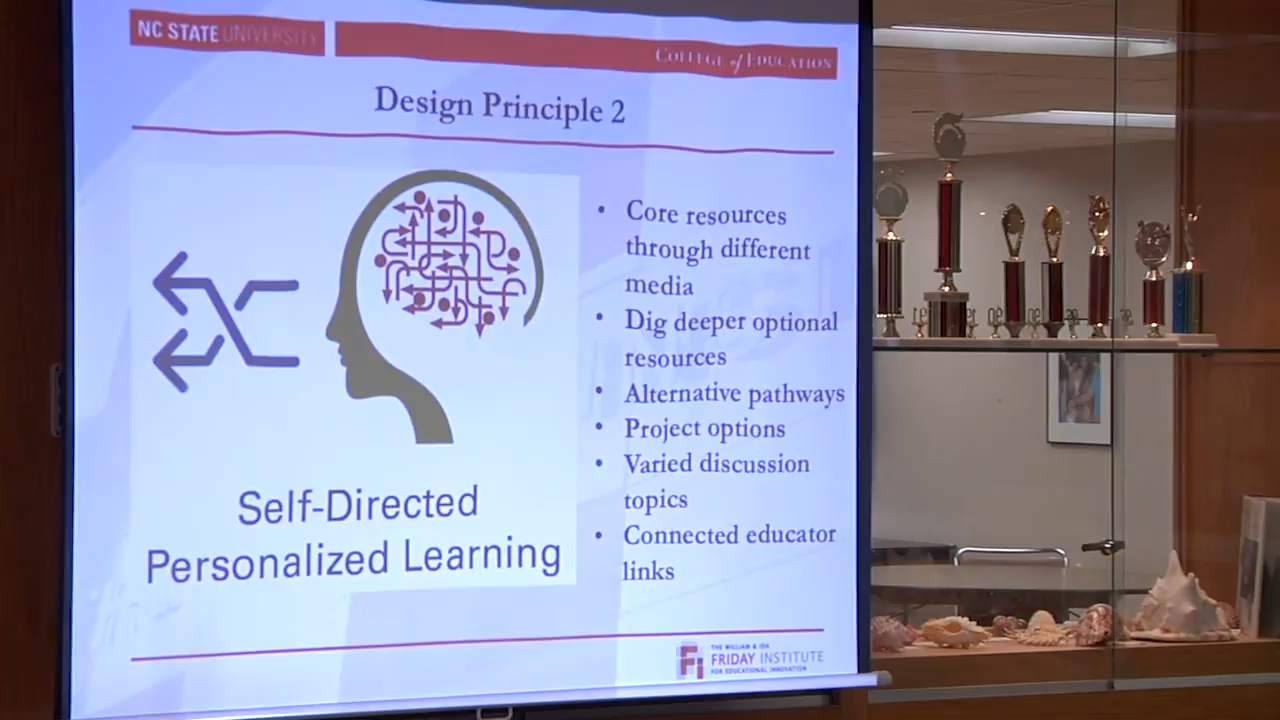 NC STATE UNIVERSITY
COLLEGE of EDUCATION
Design Principle 2
Self-Directed
Personalized Learning
• Core resources
through different
media
• Dig deeper optional
resources
• Alternative pathways
• Project options
• Varied discussion
topics
• Connected educator
links
THE WILLIAM & IDA
FRIDAY INSTITUTE
FOR EDUCATIONAL INNOVATION